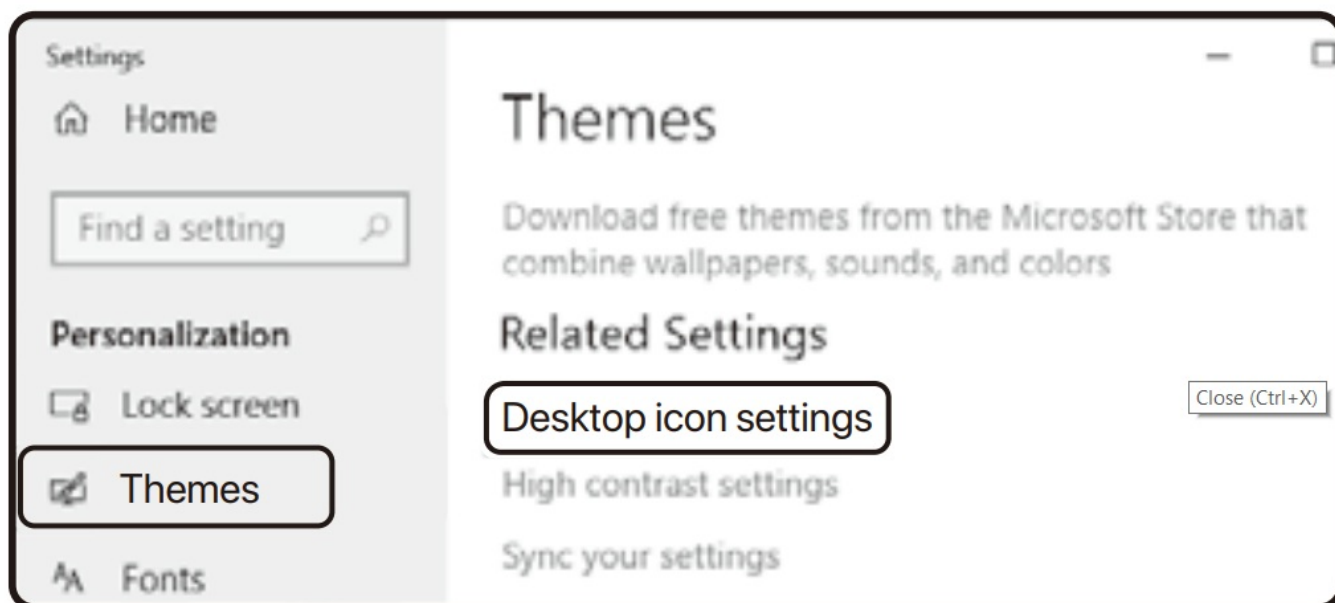 Settings
Home
Find a setting
Personalization
Lock screen
Themes
Fonts
Themes
Download free themes from the Microsoft Store that
combine wallpapers, sounds, and colors
Related Settings
Desktop icon settings
Close (Ctrl+X)
High contrast settings
Sync your settings